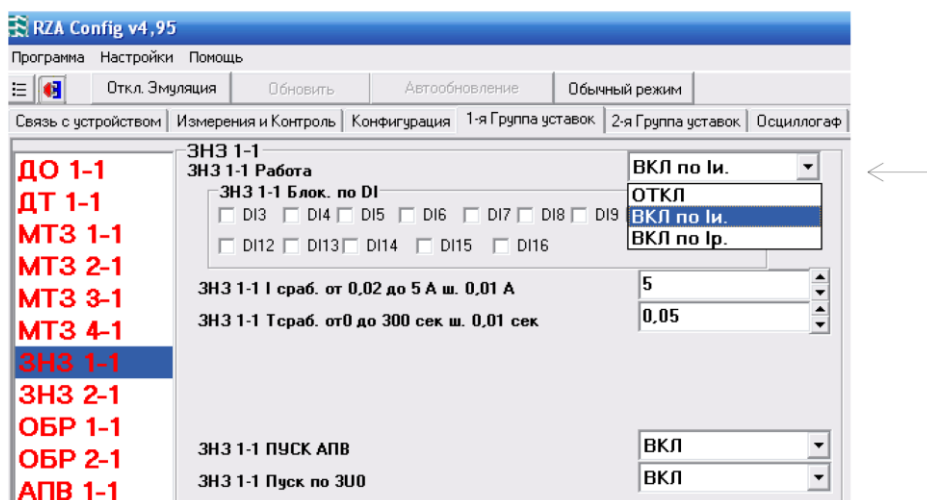 RZA Config v4,95
Программа Настройки Помощь
Откл. Эмуляция Обновить Автообновление Обычный режим
Связь с устройством Измерения и Контроль Конфигурация 1-я Группа уставок 2-я Группа уставок Осциллогаф
ДО 1-1
ДТ 1-1
МТЗ 1-1
МТЗ 2-1
МТЗ 3-1
МТЗ 4-1
ЗНЗ 1-1
ЗНЗ 2-1
ОБР 1-1
ОБР 2-1
АПВ 1-1
ЗНЗ 1-1
ЗНЗ 1-1 Работа ВКЛ по Iи.
ОТКЛ
ВКЛ по Iи.
ВКЛ по Iр.
ЗНЗ 1-1 Блок. по DI
DI3 DI4 DI5 DI6 DI7 DI8 DI9
DI12 DI13 DI14 DI15 DI16
ЗНЗ 1-1 I сраб. от 0,02 до 5 А ш. 0,01 А 5
ЗНЗ 1-1 Тсраб. от0 до 300 сек ш. 0,01 сек 0,05
ЗНЗ 1-1 ПУСК АПВ ВКЛ
ЗНЗ 1-1 Пуск по 3U0 ВКЛ